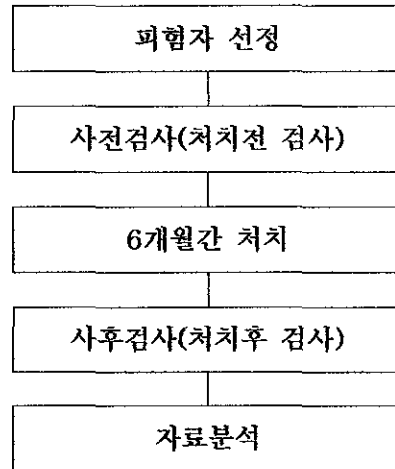 피험자 선정
사전검사(처치전 검사)
6개월간 처치
사후검사(처치후 검사)
자료분석